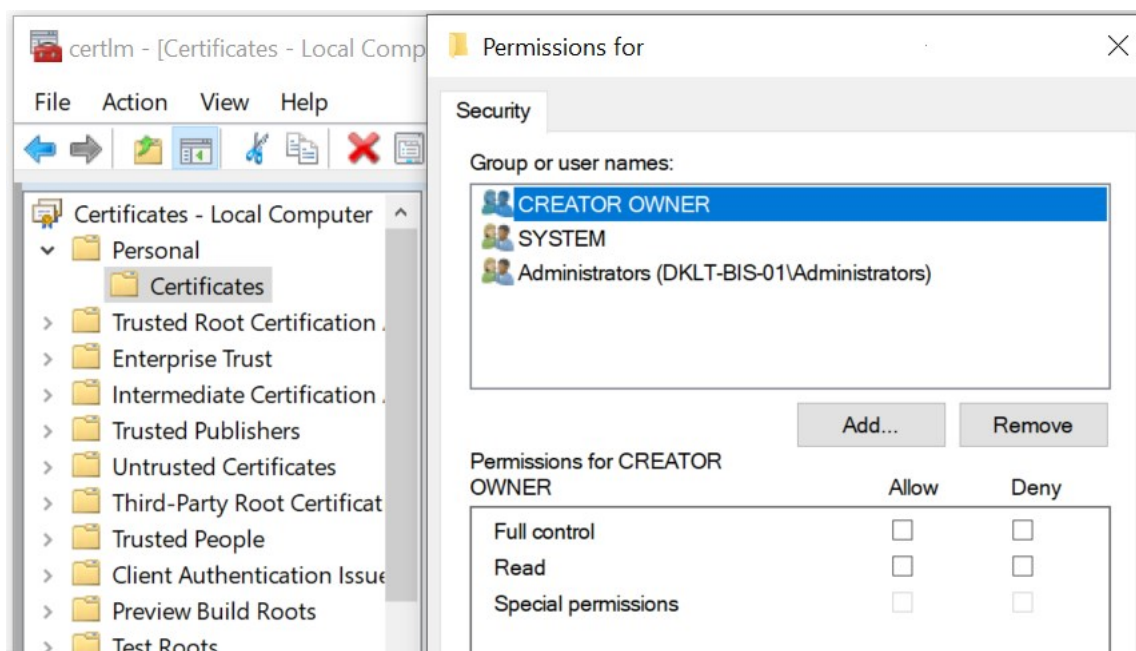 certlm - [Certificates - Local Comp
File Action View Help
Certificates - Local Computer
Personal
Certificates
Trusted Root Certification
Enterprise Trust
Intermediate Certification
Trusted Publishers
Untrusted Certificates
Third-Party Root Certificat
Trusted People
Client Authentication Issue
Preview Build Roots
Test Roots
Permissions for
Security
Group or user names:
CREATOR OWNER
SYSTEM
Administrators (DKLT-BIS-01\Administrators)
Add... Remove
Permissions for CREATOR
OWNER Allow Deny
Full control
Read
Special permissions